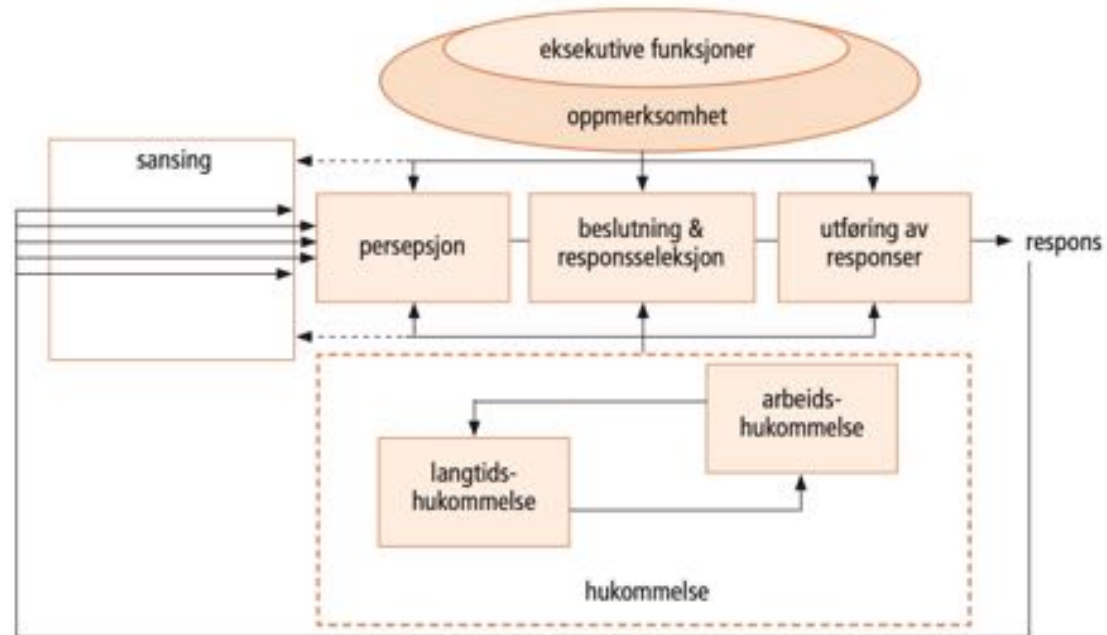 eksekutive funksjoner
oppmerksomhet
sansing
persepsjon
beslutning &
responsseleksjon
utføring av
responser
respons
arbeids-
hukommelse
langtids-
hukommelse
hukommelse